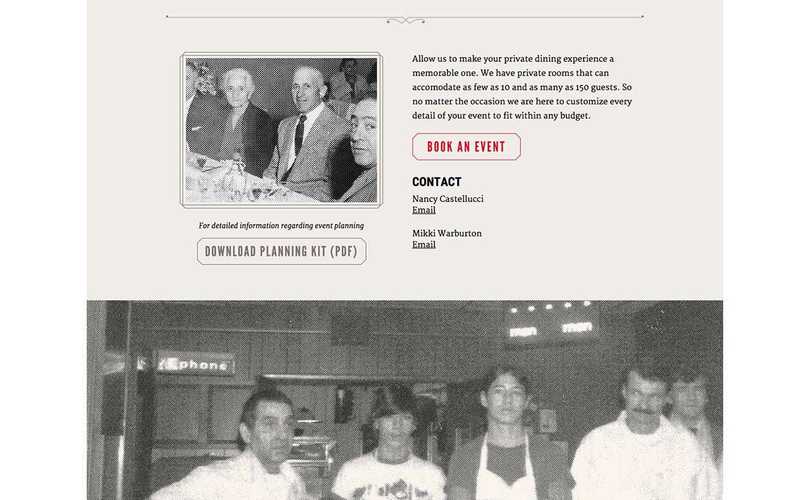 Allow us to make your private dining experience a
memorable one. We have private rooms that can
accomodate as few as 10 and as many as 150 guests. So
no matter the occasion we are here to customize every
detail of your event to fit within any budget.
BOOK AN EVENT
CONTACT
Nancy Castellucci
Email
Mikki Warburton
Email
For detailed information regarding event planning
DOWNLOAD PLANNING KIT (PDF)